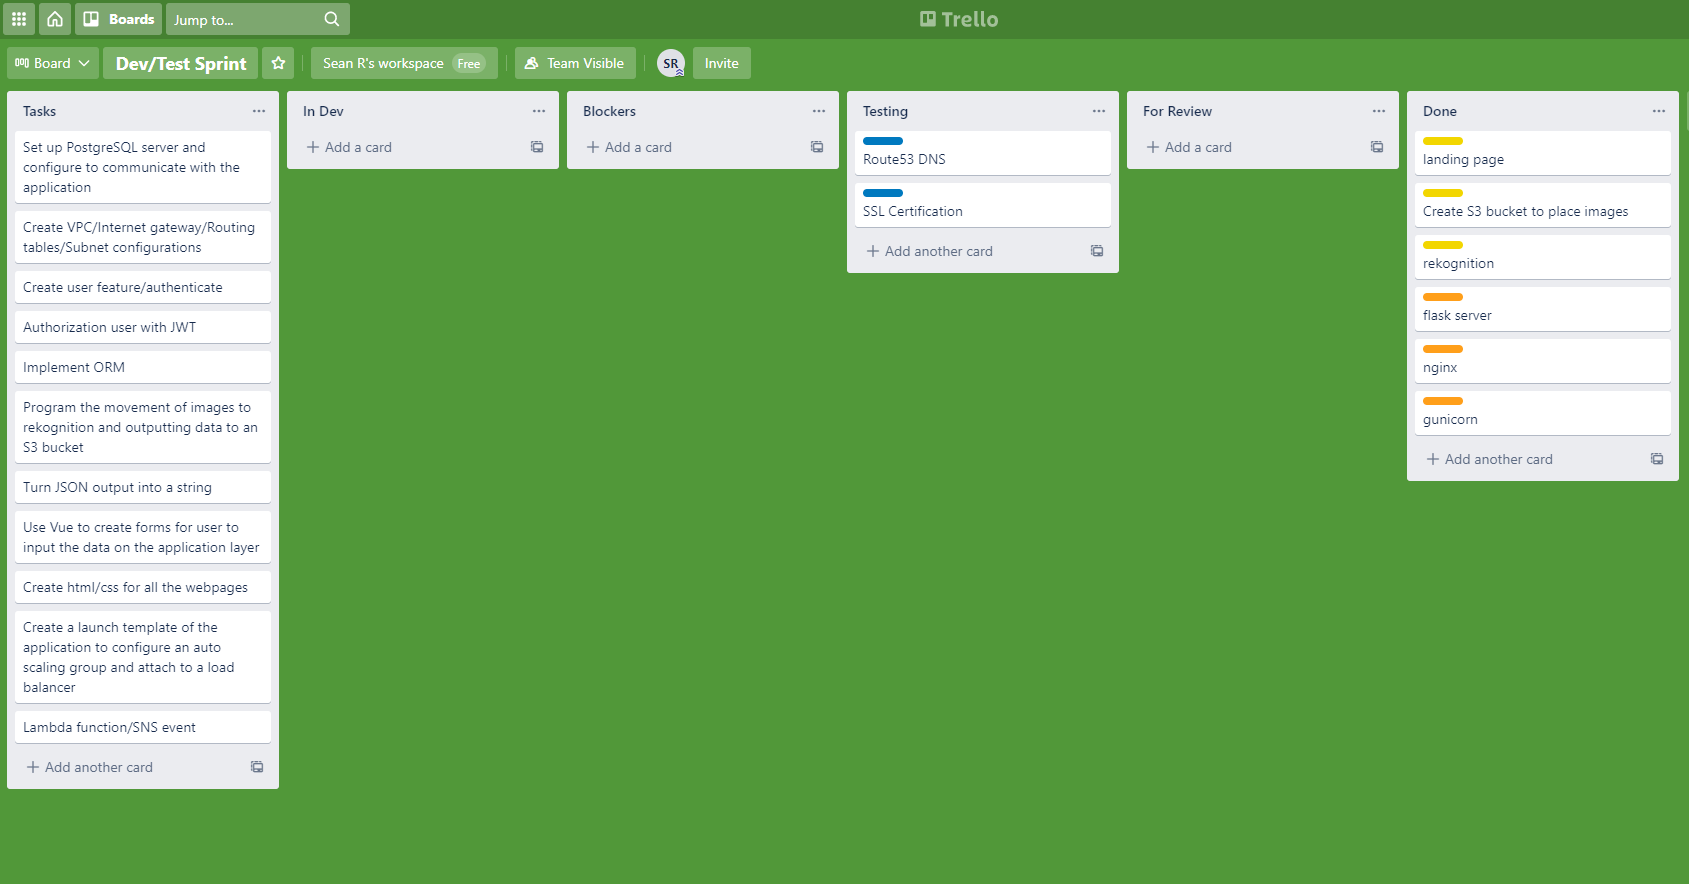 Boards
Jump to...
Trello
Board
Dev/Test Sprint
Sean R's workspace Free
Team Visible
SR
Invite
Tasks
Set up PostgreSQL server and
configure to communicate with the
application
Create VPC/Internet gateway/Routing
tables/Subnet configurations
Create user feature/authenticate
Authorization user with JWT
Implement ORM
Program the movement of images to
rekognition and outputting data to an
S3 bucket
Turn JSON output into a string
Use Vue to create forms for user to
input the data on the application layer
Create html/css for all the webpages
Create a launch template of the
application to configure an auto
scaling group and attach to a load
balancer
Lambda function/SNS event
+ Add another card
In Dev
+ Add a card
Blockers
+ Add a card
Testing
Route53 DNS
SSL Certification
+ Add another card
For Review
+ Add a card
Done
landing page
Create S3 bucket to place images
rekognition
flask server
nginx
gunicorn
+ Add another card